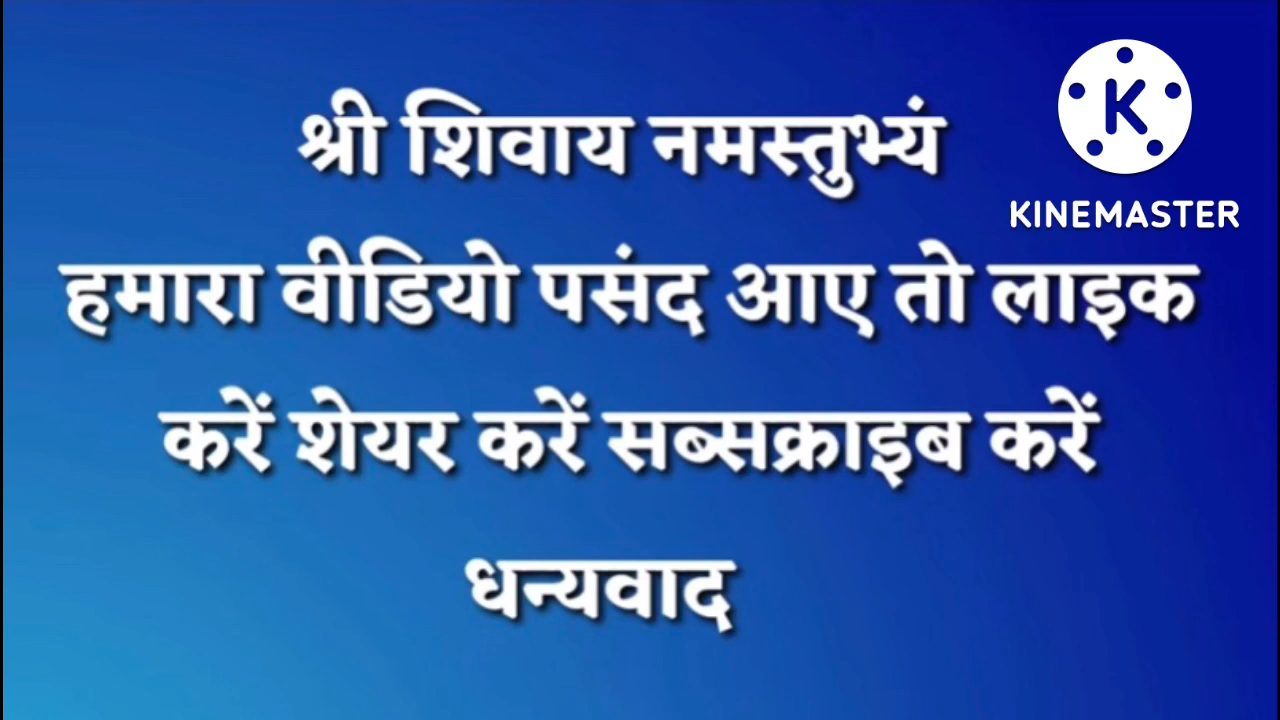 श्री शिवाय नमस्तुभ्यं
KINEMASTER
हमारा वीडियो पसंद आए तो लाइक
करें शेयर करें सब्सक्राइब करें
धन्यवाद